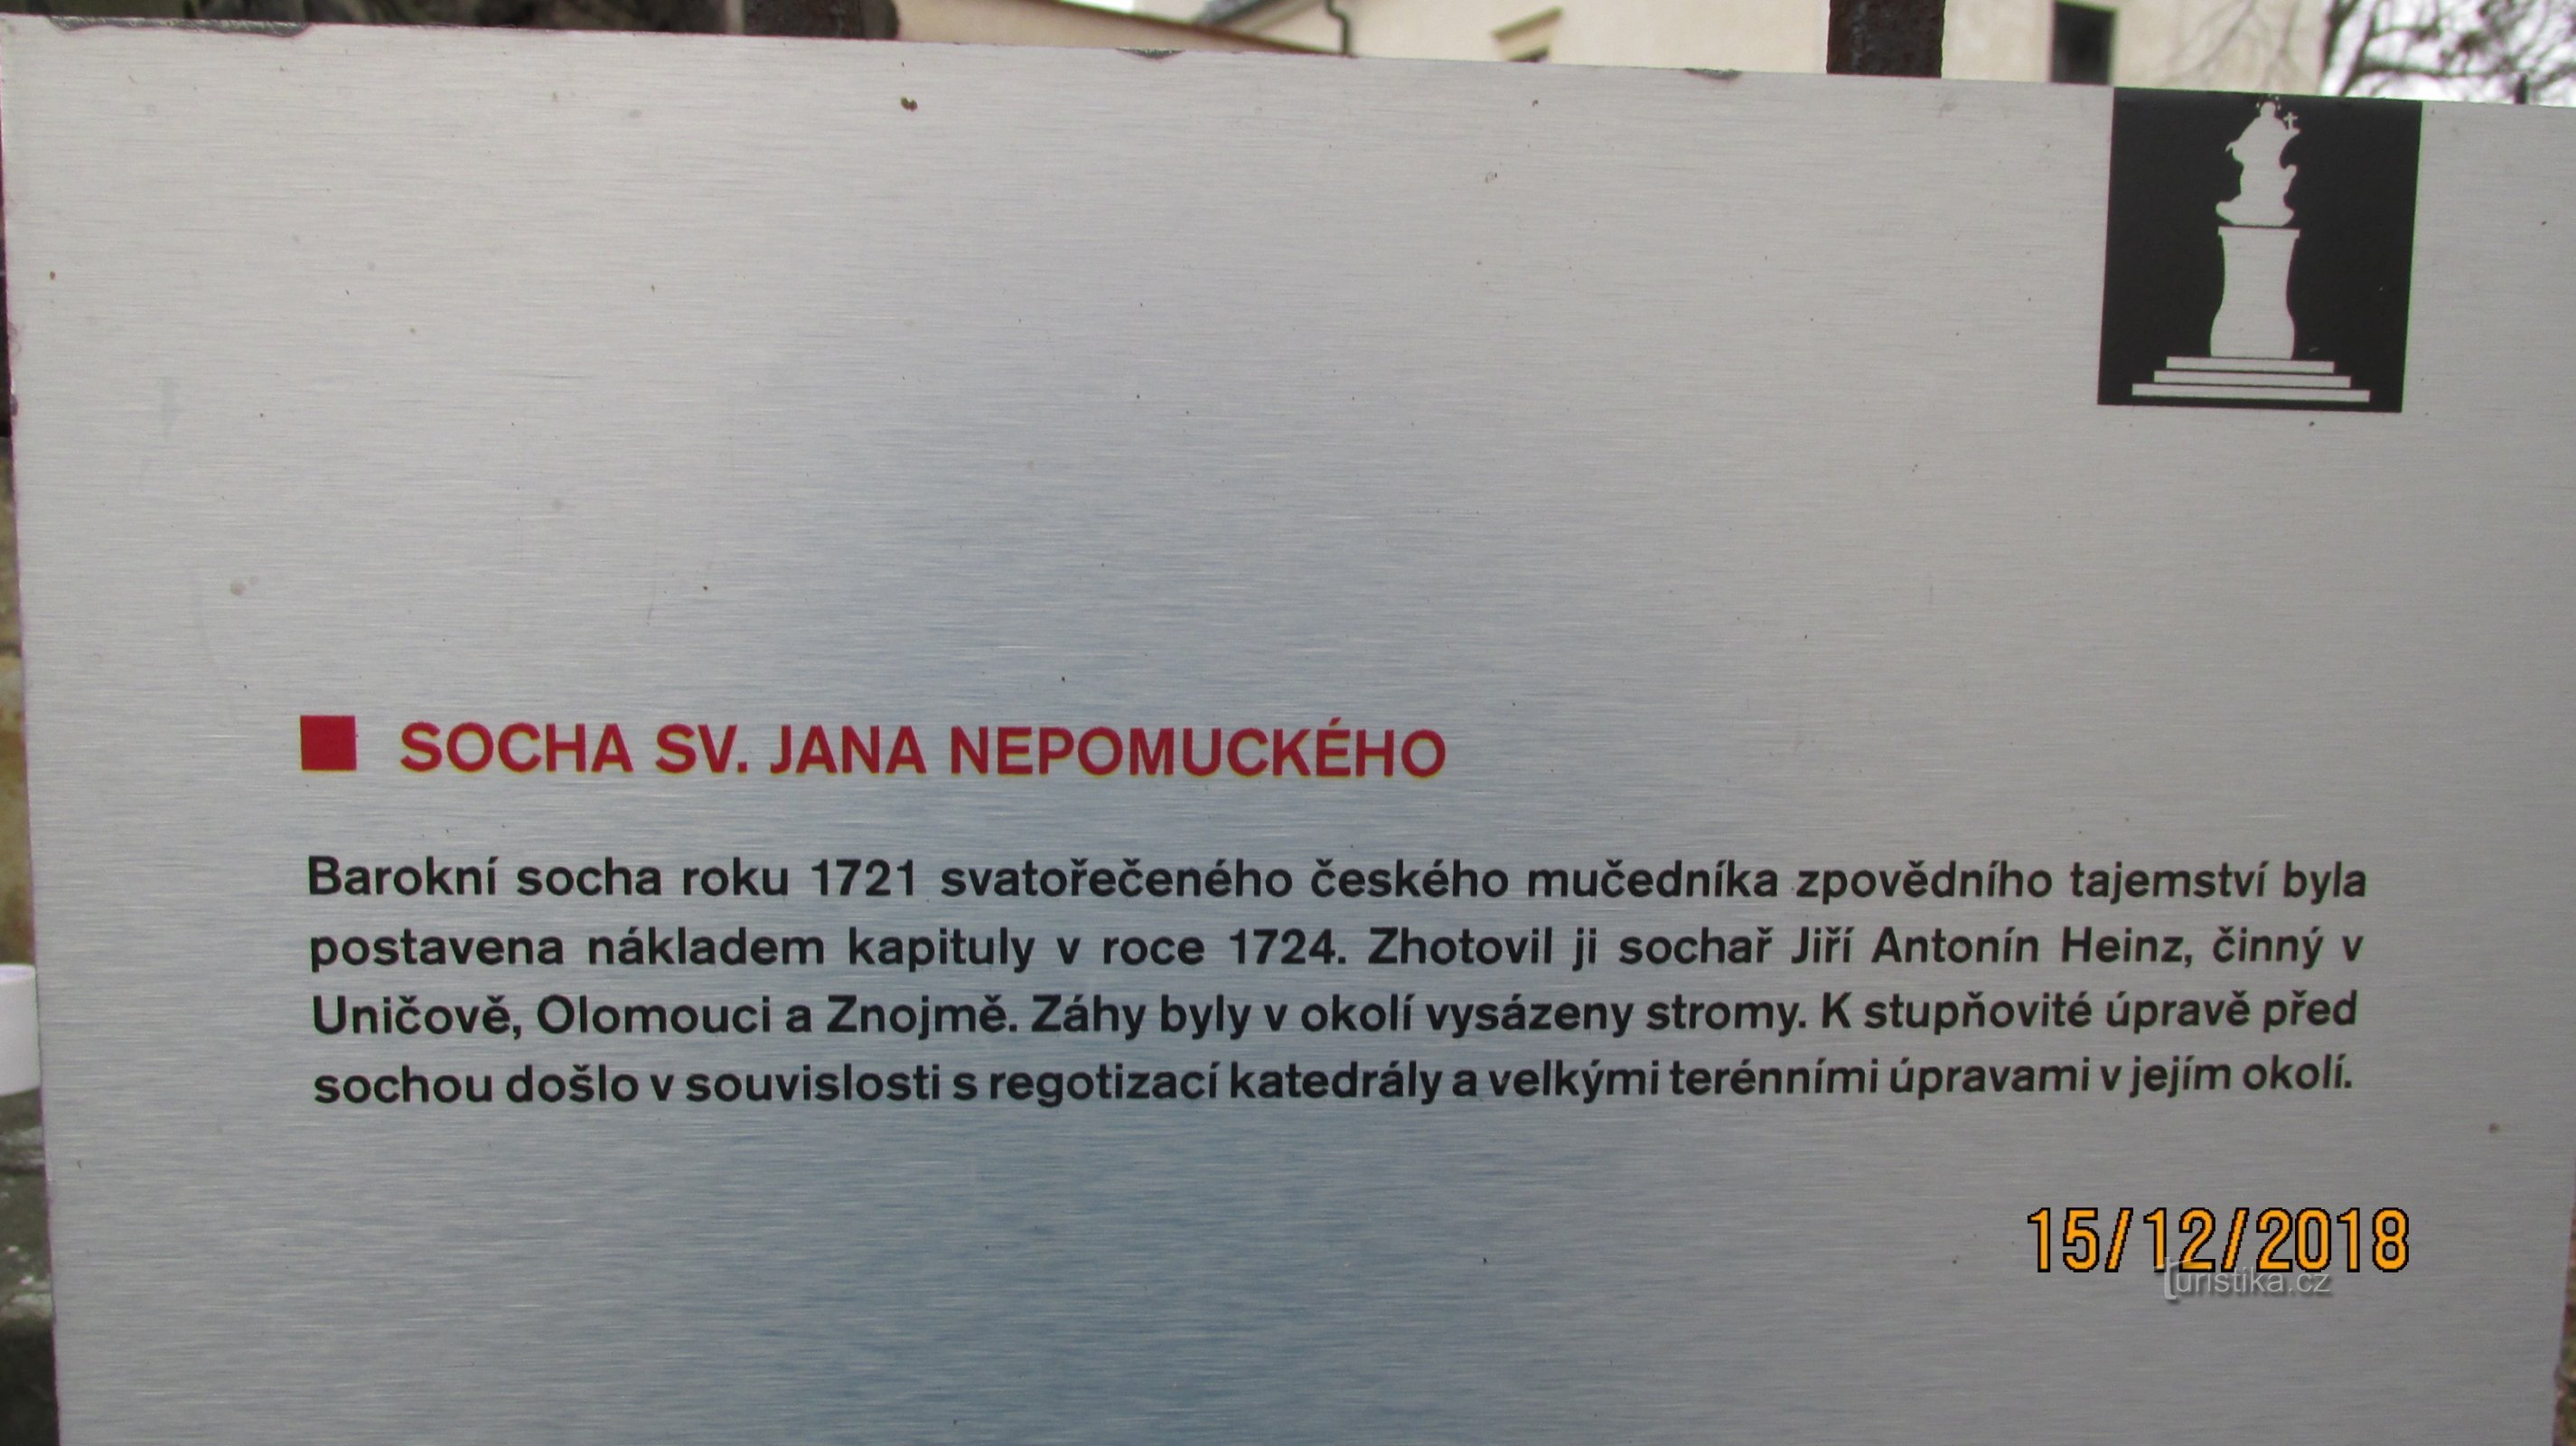 SOCHA SV. JANA NEPOMUCKÉHO
Barokní socha roku 1721 svatořečeného českého mučedníka zpovědního tajemství byla
postavena nákladem kapituly v roce 1724. Zhotovil ji sochař Jiří Antonín Heinz, činný v
Uničově, Olomouci a Znojmě. Záhy byly v okolí vysázeny stromy. K stupňovité úpravě před
sochou došlo v souvislosti s regotizací katedrály a velkými terénními úpravami v jejím okolí.
15/12/2018
Turistika.cz